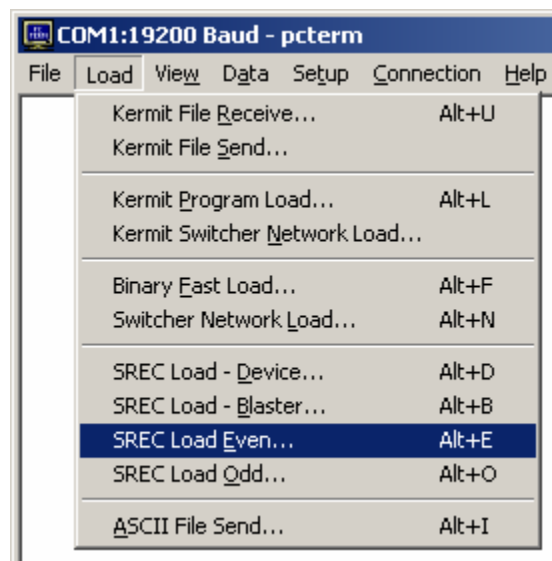 COM1:19200 Baud - pcterm
File Load View Data Setup Connection Help
Kermit File Receive... Alt+U
Kermit File Send...
Kermit Program Load... Alt+L
Kermit Switcher Network Load...
Binary Fast Load... Alt+F
Switcher Network Load... Alt+N
SREC Load - Device... Alt+D
SREC Load - Blaster... Alt+B
SREC Load Even... Alt+E
SREC Load Odd... Alt+O
ASCII File Send... Alt+I